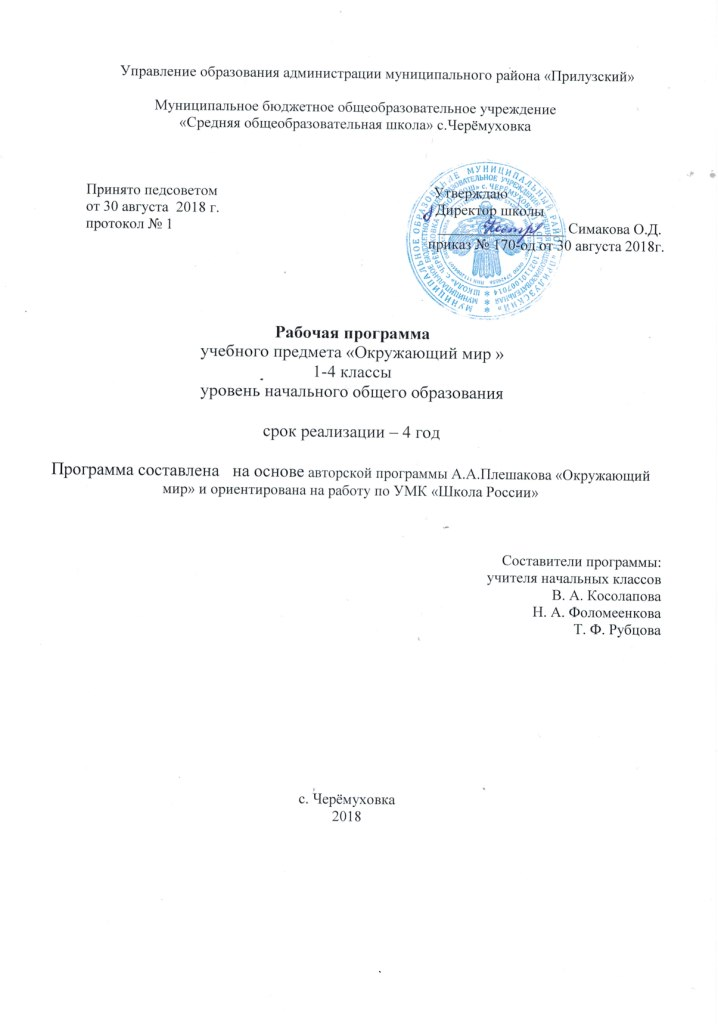 Управление образования администрации муниципального района «Прилузский»
Муниципальное бюджетное общеобразовательное учреждение
«Средняя общеобразовательная школа» с.Черёмуховка
Принято педсоветом
от 30 августа 2018 г.
протокол № 1
Утверждаю
Директор школы
Симакова О.Д.
приказ № 170-од от 30 августа 2018г.
Рабочая программа
учебного предмета «Окружающий мир »
1-4 классы
уровень начального общего образования
срок реализации – 4 год
Программа составлена на основе авторской программы А.А.Плешакова «Окружающий
мир» и ориентирована на работу по УМК «Школа России»
Составители программы:
учителя начальных классов
В. А. Косолапова
Н. А. Фоломеенкова
Т. Ф. Рубцова
с. Черёмуховка
2018